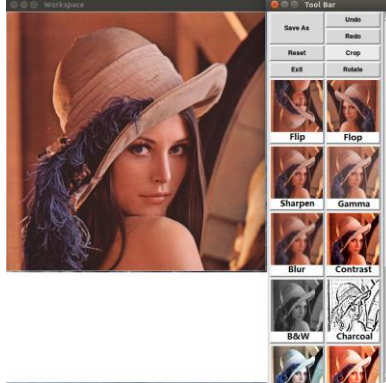 Workspace
Tool Bar
Save As
Undo
Redo
Reset
Crop
Exit
Rotate
Flip
Flop
Sharpen
Gamma
Blur
Contrast
B&W
Charcoal